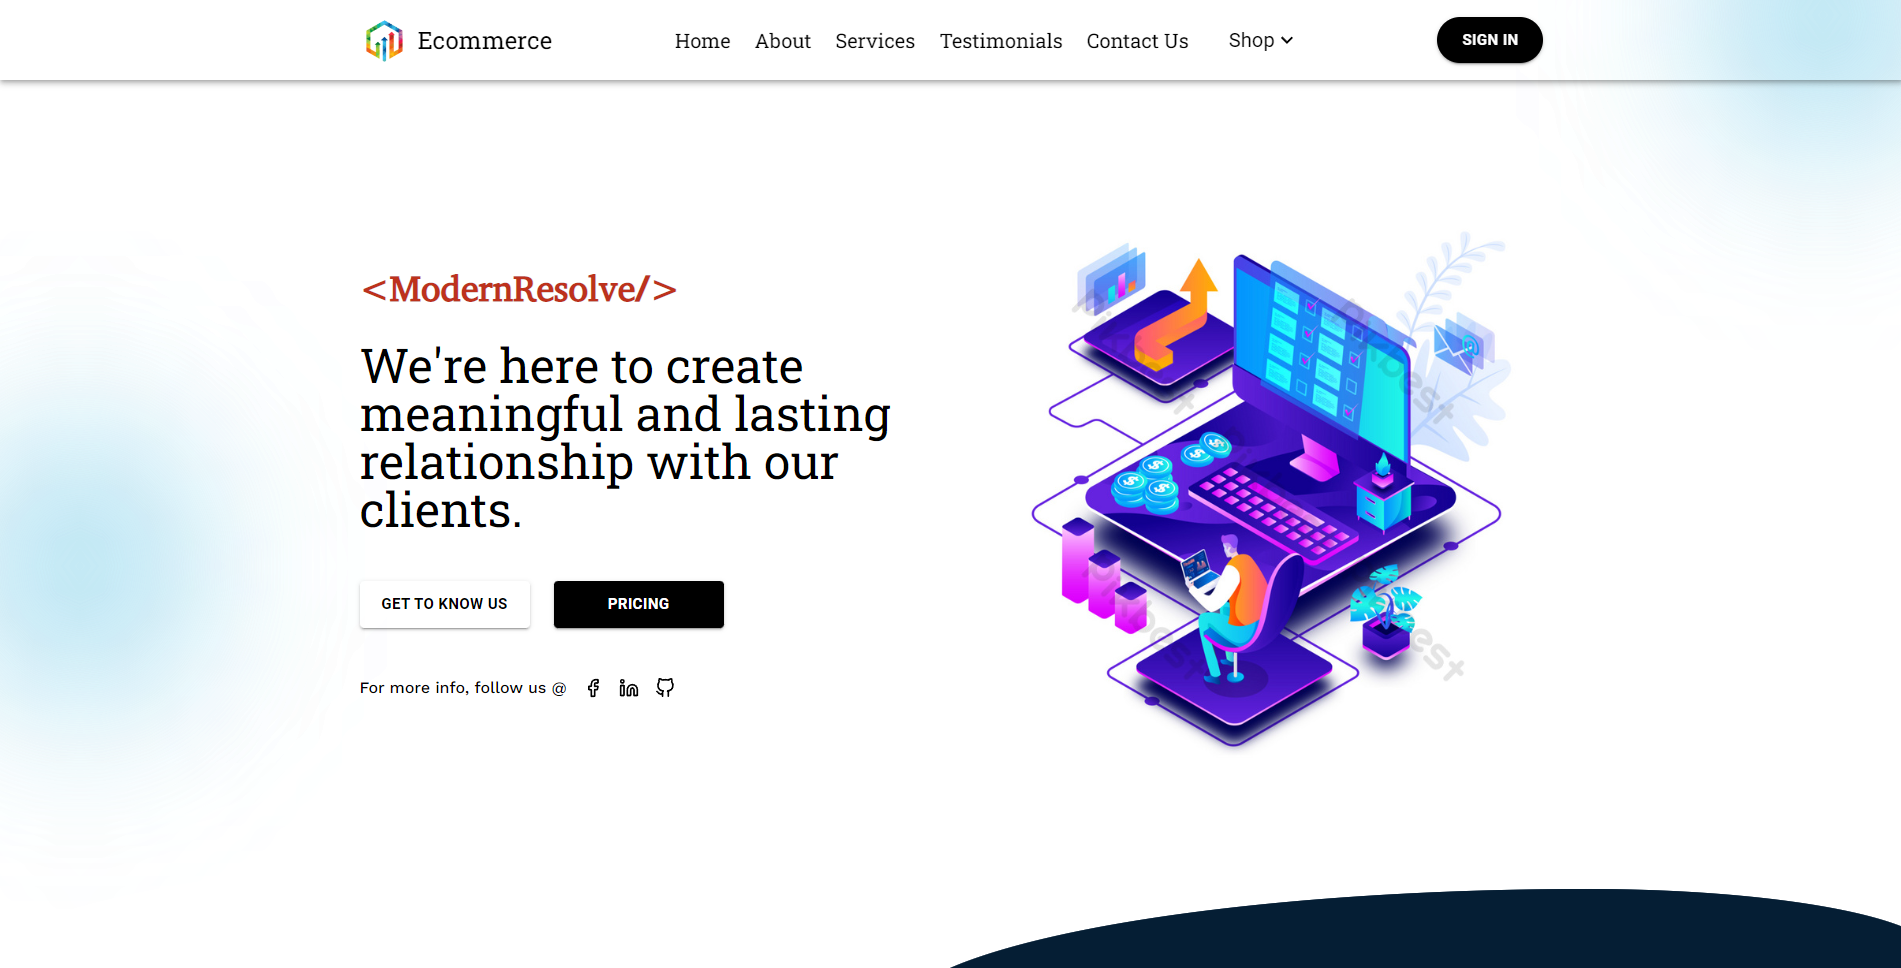 Ecommerce
Home About Services Testimonials Contact Us Shop
SIGN IN
<ModernResolve/>
We're here to create
meaningful and lasting
relationship with our
clients.
GET TO KNOW US
PRICING
For more info, follow us @